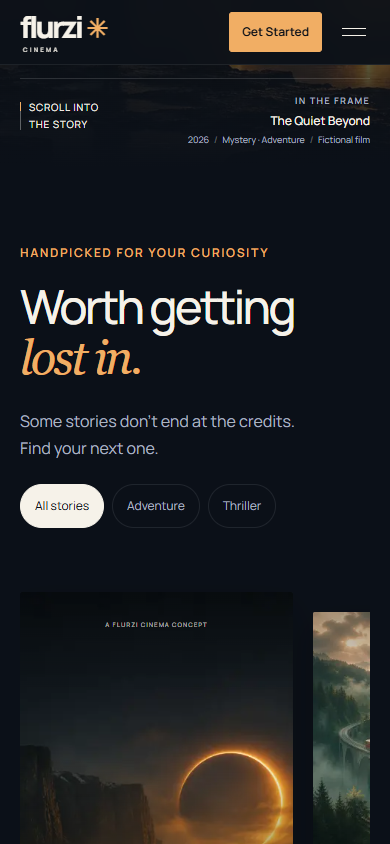 flurzi
CINEMA
Get Started
SCROLL INTO
THE STORY
IN THE FRAME
The Quiet Beyond
2026 / Mystery · Adventure / Fictional film
HANDPICKED FOR YOUR CURIOSITY
Worth getting
lost in.
Some stories don't end at the credits.
Find your next one.
All stories
Adventure
Thriller
A FLURZI CINEMA CONCEPT